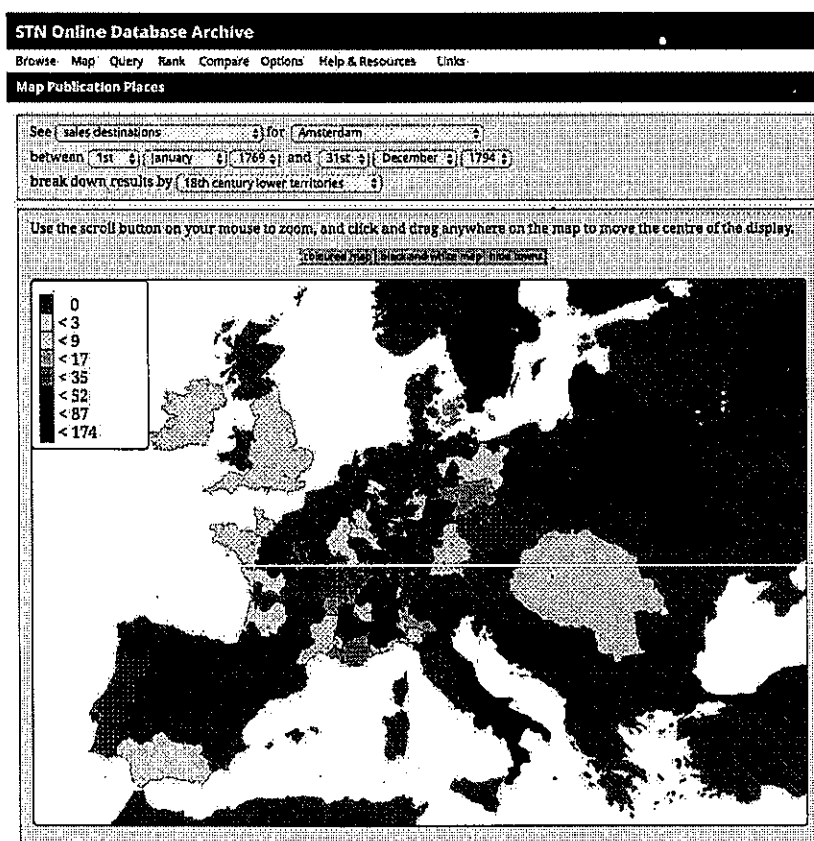 STN Online Database Archive
Browse Map Query Rank Compare Options Help & Resources Links
Map Publication Places
See sales destinations for Amsterdam
between 1st January 1769 and 31st December 1794
break down results by 18th century lower territories
Use the scroll button on your mouse to zoom, and click and drag anywhere on the map to move the centre of the display.
coloured map black and white map hide towns
0
< 3
< 9
< 17
< 35
< 52
< 87
< 174